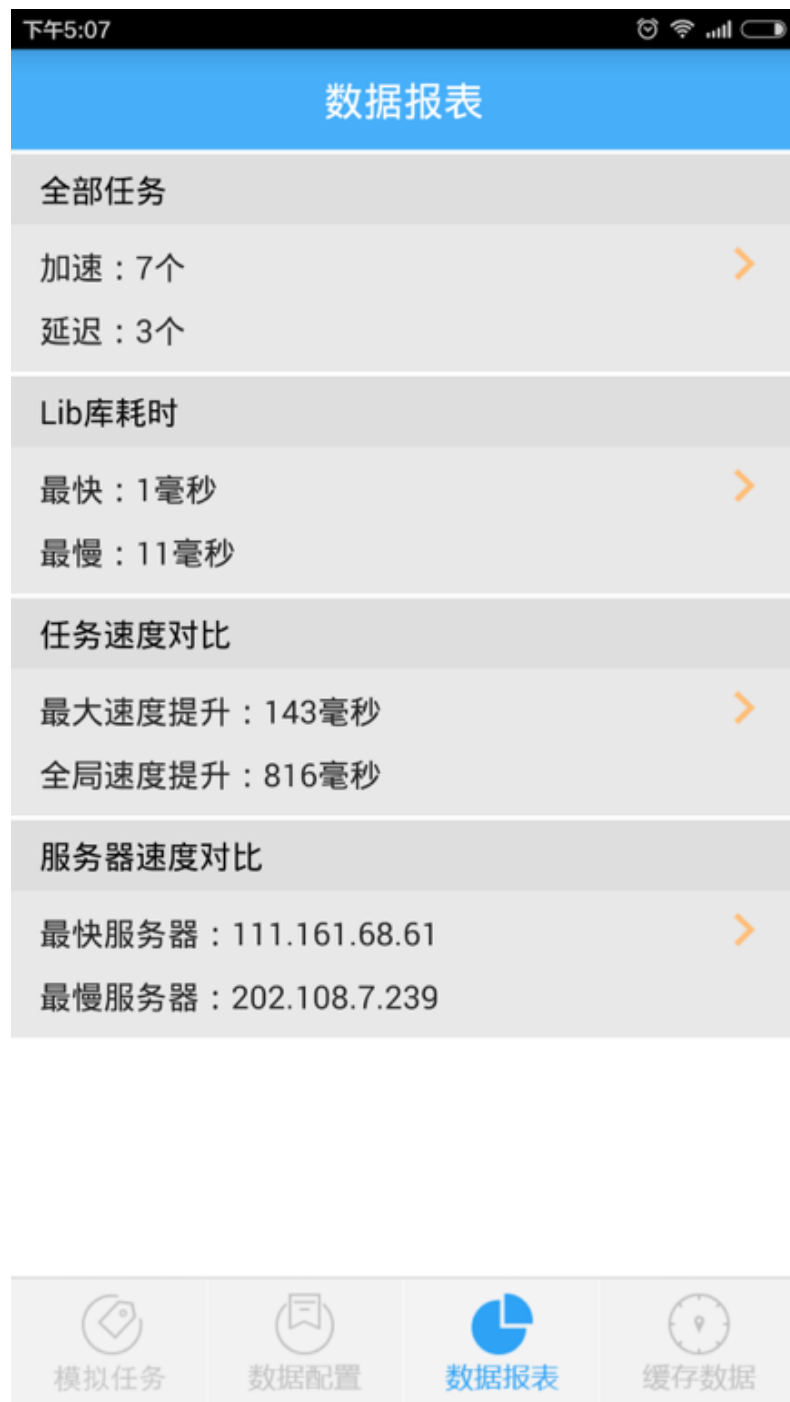 下午5:07
数据报表
全部任务
加速：7个
延迟：3个
Lib库耗时
最快：1毫秒
最慢：11毫秒
任务速度对比
最大速度提升：143毫秒
全局速度提升：816毫秒
服务器速度对比
最快服务器：111.161.68.61
最慢服务器：202.108.7.239
模拟任务
数据配置
数据报表
缓存数据